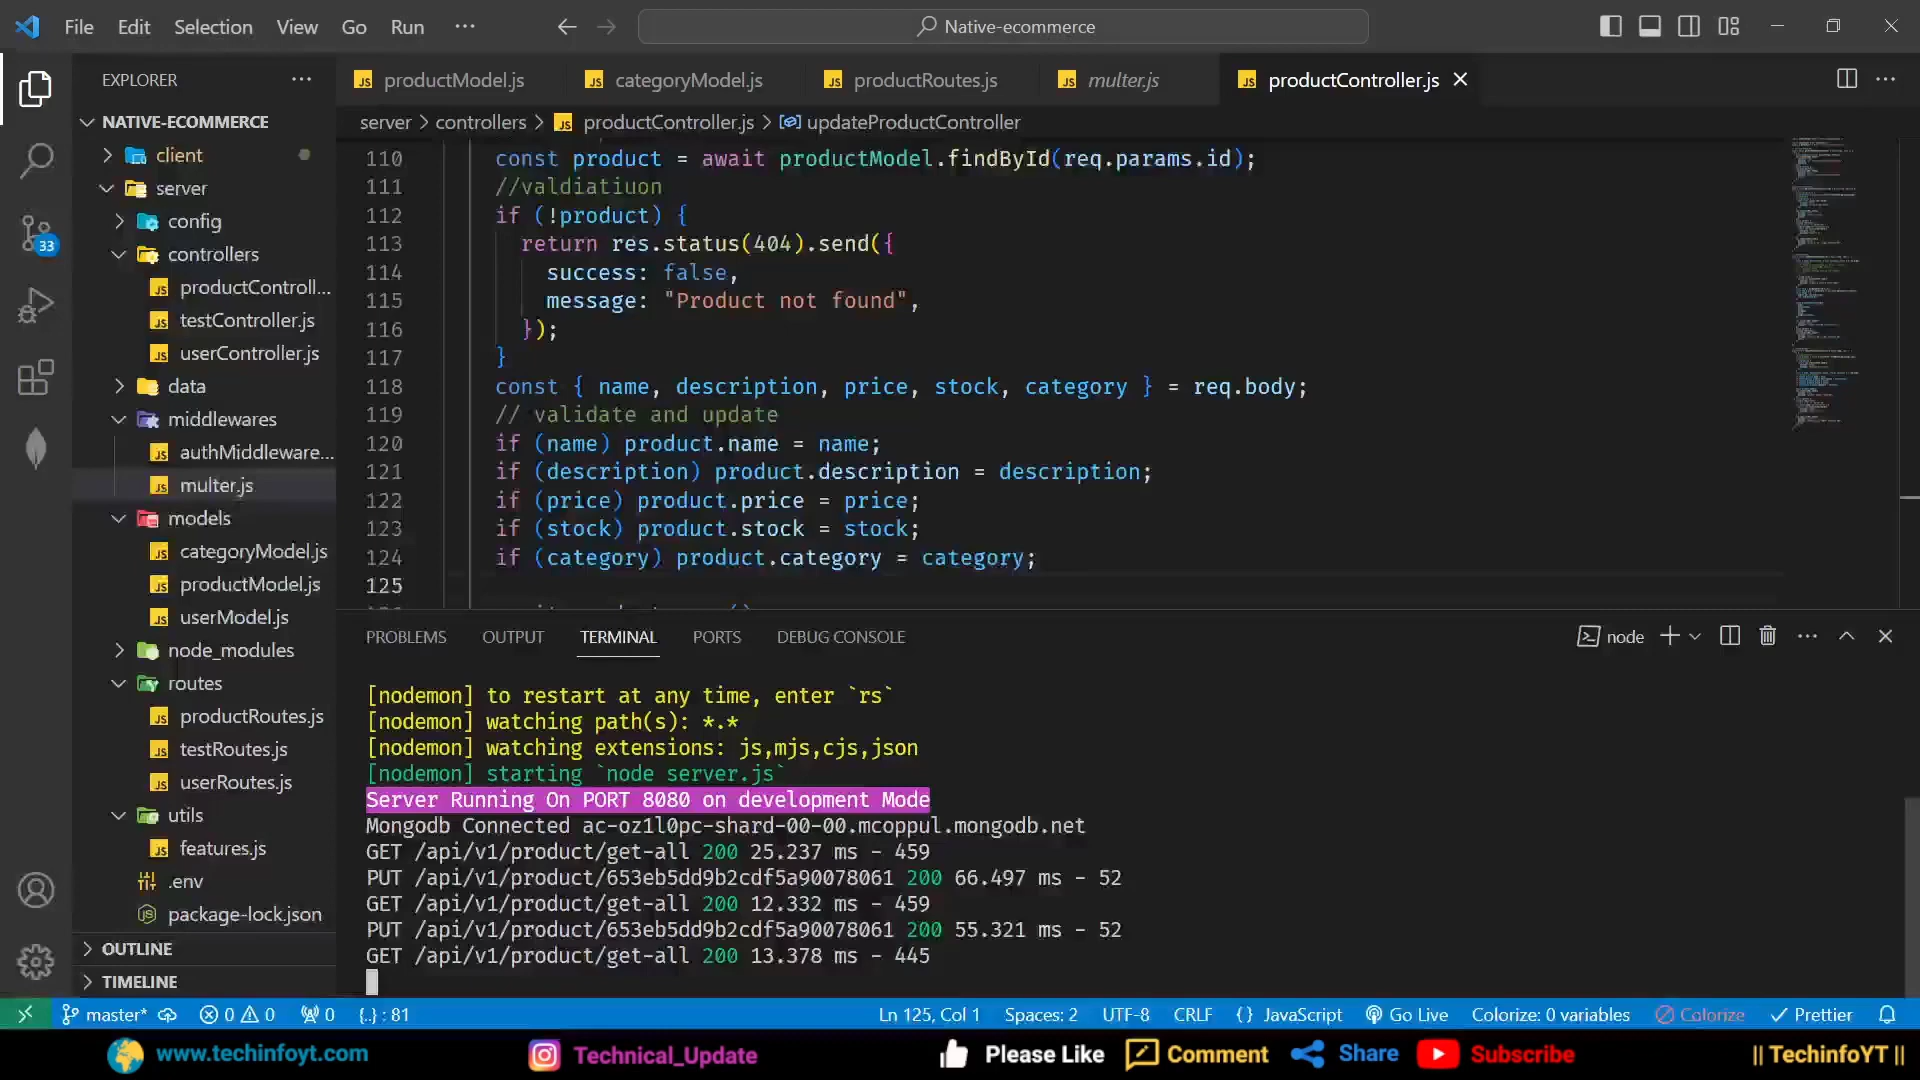 File Edit Selection View Go Run ··· Native-ecommerce
EXPLORER ···
NATIVE-ECOMMERCE
client
server
config
controllers
productControll...
testController.js
userController.js
data
middlewares
authMiddleware...
multer.js
models
categoryModel.js
productModel.js
userModel.js
node_modules
routes
productRoutes.js
testRoutes.js
userRoutes.js
utils
features.js
.env
package-lock.json
OUTLINE
TIMELINE
33
JS productModel.js JS categoryModel.js JS productRoutes.js JS multer.js JS productController.js
server > controllers > JS productController.js > updateProductController
110 const product = await productModel.findById(req.params.id);
111 //valdiatiuon
112 if (!product) {
113 return res.status(404).send({
114 success: false,
115 message: "Product not found",
116 });
117 }
118 const { name, description, price, stock, category } = req.body;
119 // validate and update
120 if (name) product.name = name;
121 if (description) product.description = description;
122 if (price) product.price = price;
123 if (stock) product.stock = stock;
124 if (category) product.category = category;
125
PROBLEMS OUTPUT TERMINAL PORTS DEBUG CONSOLE node
[nodemon] to restart at any time, enter `rs`
[nodemon] watching path(s): *.*
[nodemon] watching extensions: js,mjs,cjs,json
[nodemon] starting `node server.js`
Server Running On PORT 8080 on development Mode
Mongodb Connected ac-oz1l0pc-shard-00-00.mcoppul.mongodb.net
GET /api/v1/product/get-all 200 25.237 ms - 459
PUT /api/v1/product/653eb5dd9b2cdf5a90078061 200 66.497 ms - 52
GET /api/v1/product/get-all 200 12.332 ms - 459
PUT /api/v1/product/653eb5dd9b2cdf5a90078061 200 55.321 ms - 52
GET /api/v1/product/get-all 200 13.378 ms - 445
master* 0 0 0 {..} : 81 Ln 125, Col 1 Spaces: 2 UTF-8 CRLF {} JavaScript Go Live Colorize: 0 variables Colorize Prettier
www.techinfoyt.com Technical_Update Please Like Comment Share Subscribe || TechinfoYT ||